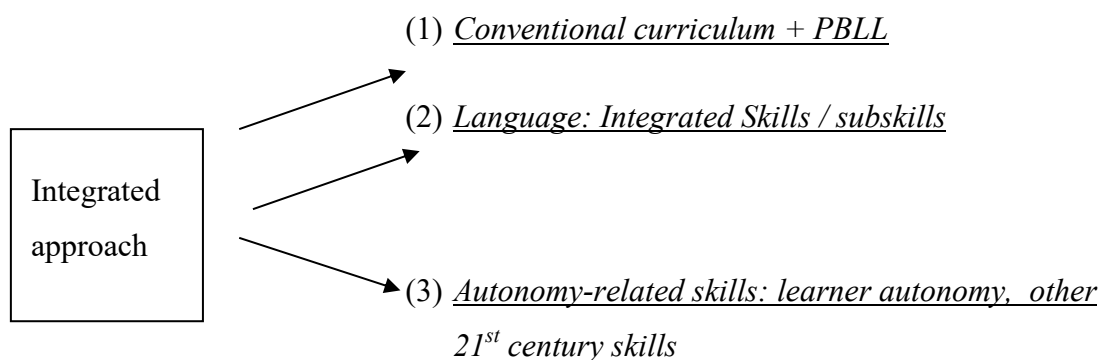 (1) Conventional curriculum + PBLL
(2) Language: Integrated Skills / subskills
Integrated
approach
(3) Autonomy-related skills: learner autonomy, other
21st century skills